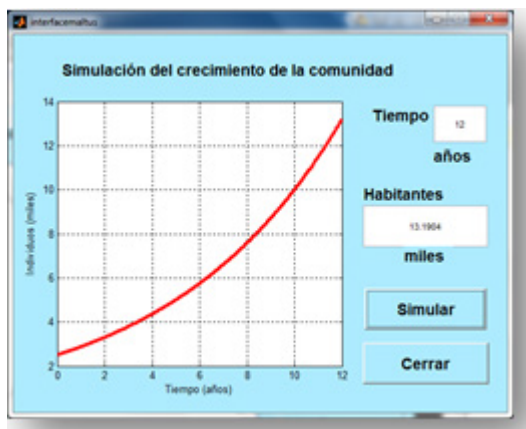 interfacemaltus
Simulación del crecimiento de la comunidad
14
12
10
8
6
4
2
Individuos (miles)
0
2
4
6
8
10
12
Tiempo (años)
Tiempo
12
años
Habitantes
13.1904
miles
Simular
Cerrar